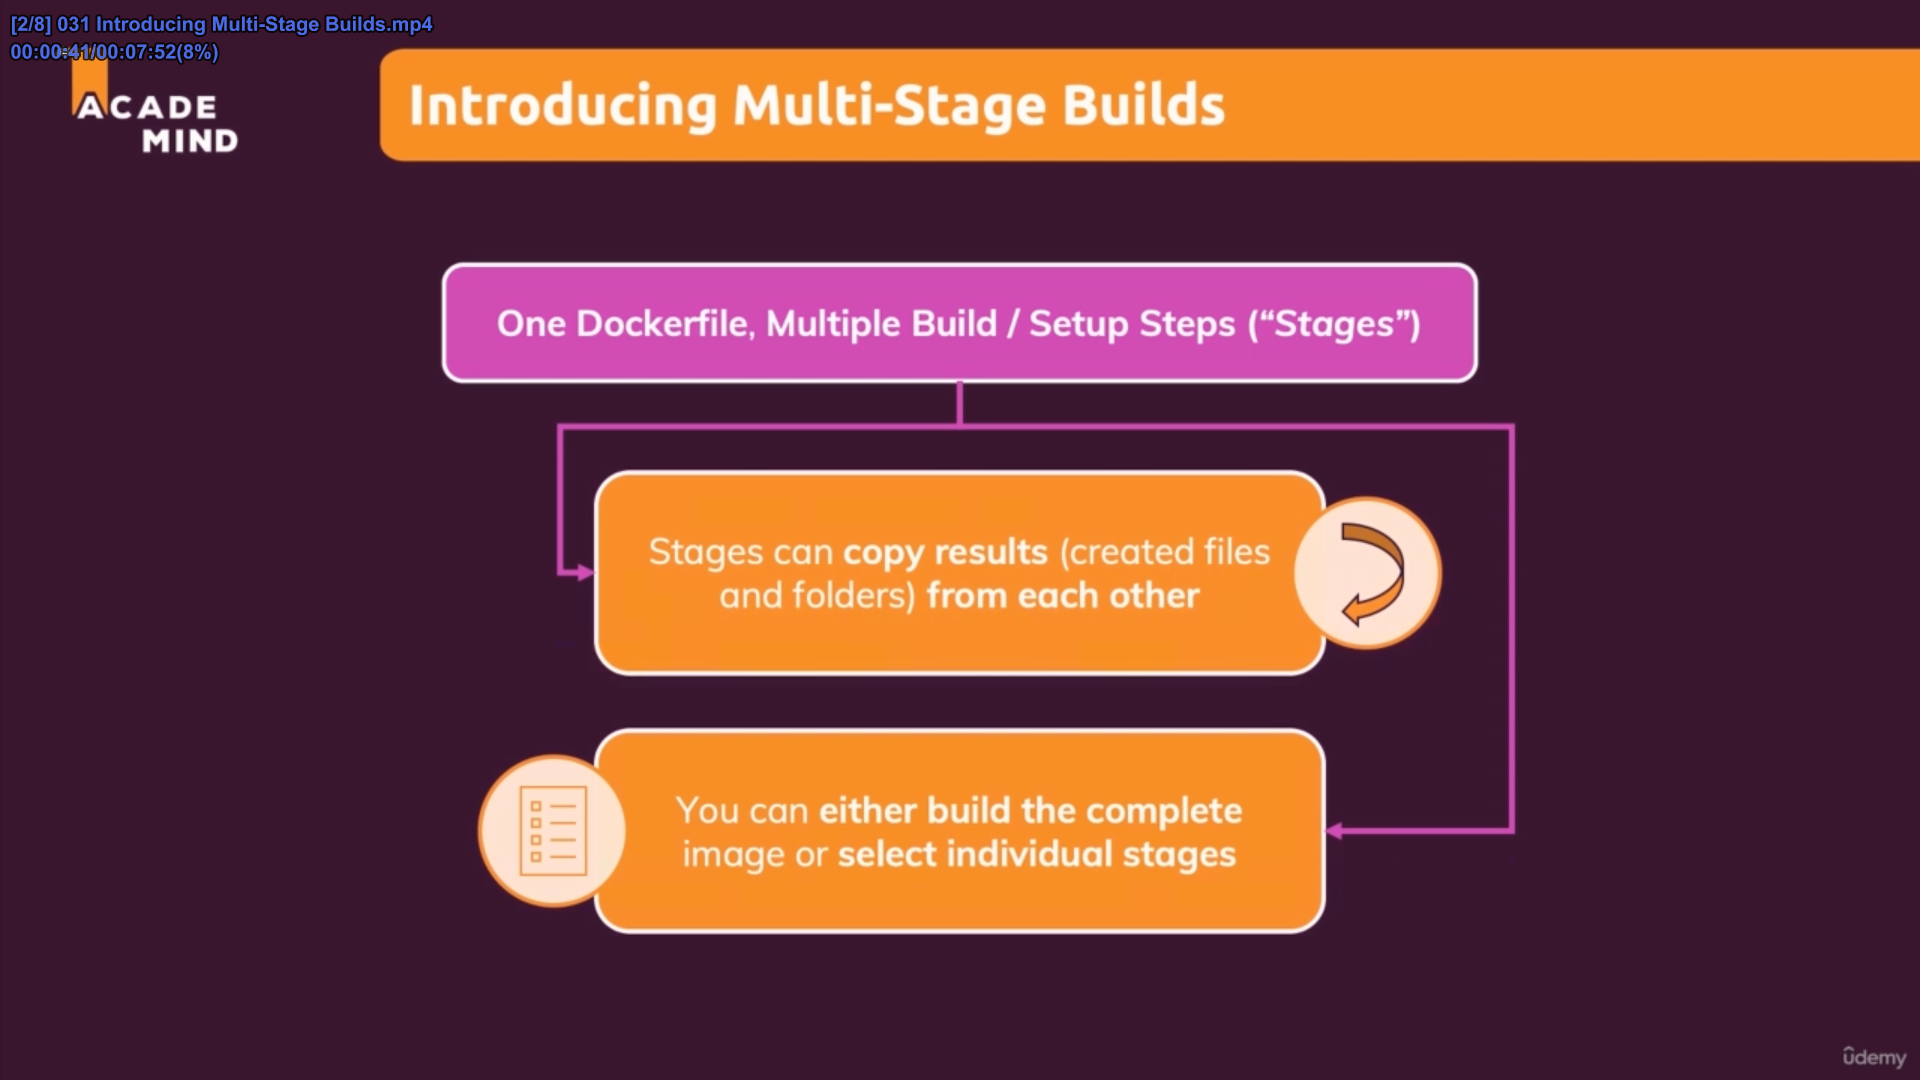 [2/8] 031 Introducing Multi-Stage Builds.mp4
00:00:41/00:07:52(8%)
ACADE
MIND
Introducing Multi-Stage Builds
One Dockerfile, Multiple Build / Setup Steps (“Stages”)
Stages can copy results (created files
and folders) from each other
You can either build the complete
image or select individual stages
ûdemy